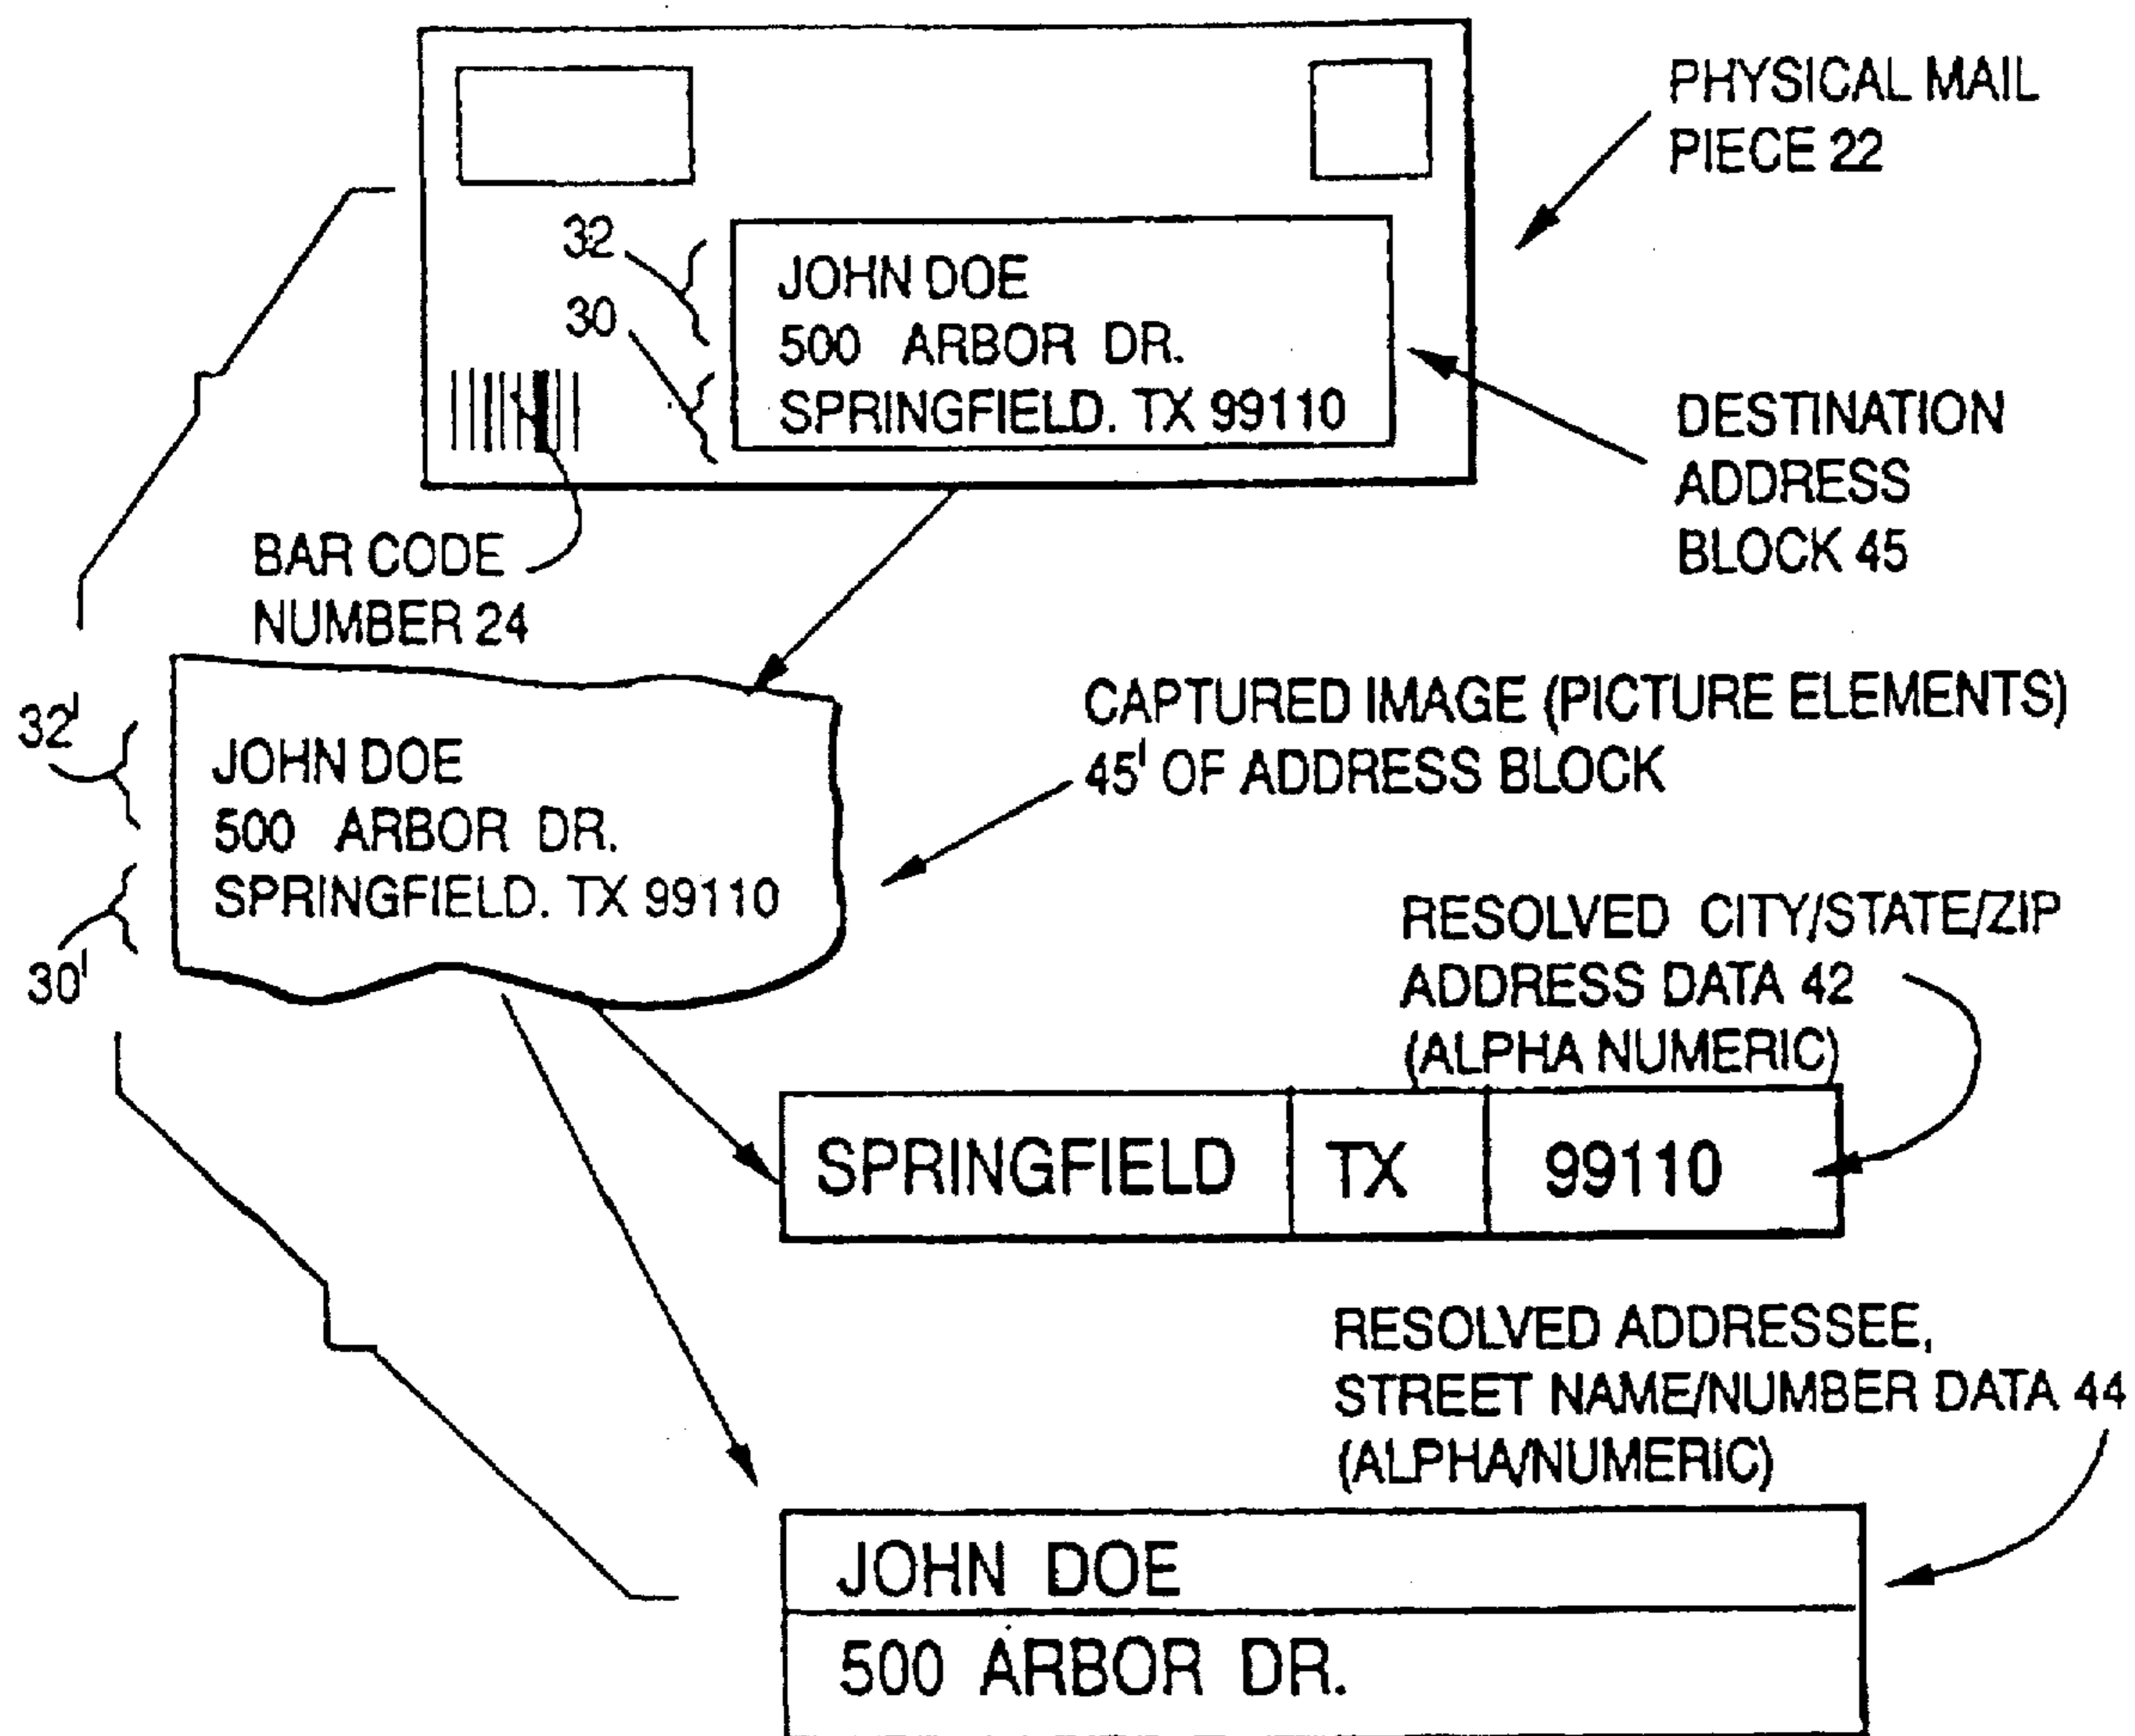 PHYSICAL MAIL
PIECE 22
32
30
JOHN DOE
500 ARBOR DR.
SPRINGFIELD. TX 99110
DESTINATION
ADDRESS
BLOCK 45
BAR CODE
NUMBER 24
32'
30'
JOHN DOE
500 ARBOR DR.
SPRINGFIELD. TX 99110
CAPTURED IMAGE (PICTURE ELEMENTS)
45' OF ADDRESS BLOCK
RESOLVED CITY/STATE/ZIP
ADDRESS DATA 42
(ALPHA NUMERIC)
SPRINGFIELD TX 99110
RESOLVED ADDRESSEE,
STREET NAME/NUMBER DATA 44
(ALPHA/NUMERIC)
JOHN DOE
500 ARBOR DR.